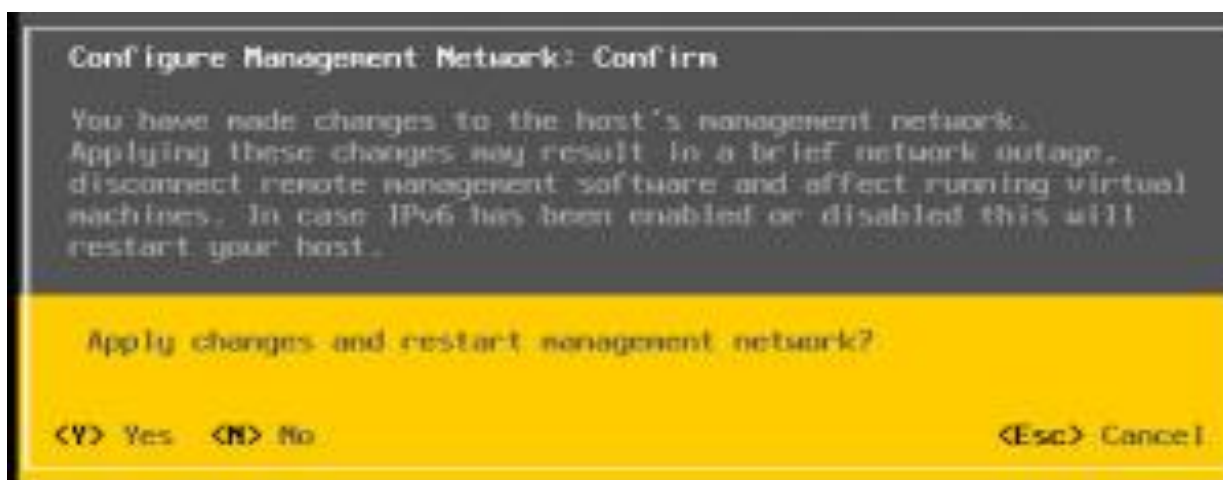 Configure Management Network: Confirm
You have made changes to the host's management network.
Applying these changes may result in a brief network outage,
disconnect remote management software and affect running virtual
machines. In case IPv6 has been enabled or disabled this will
restart your host.
Apply changes and restart management network?
<Y> Yes <N> No <Esc> Cancel